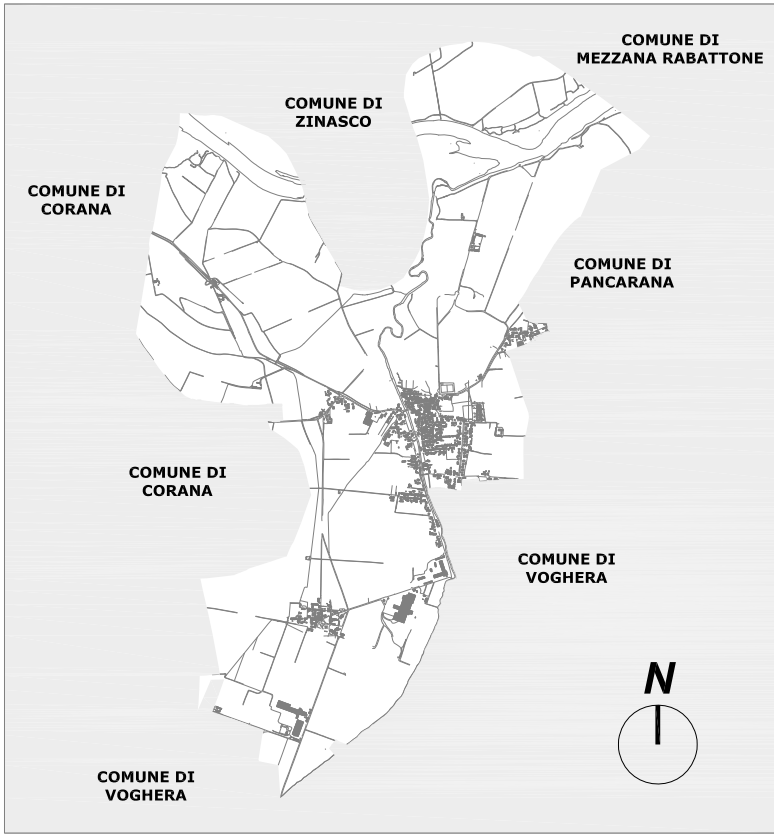 COMUNE DI
MEZZANA RABATTONE
COMUNE DI
ZINASCO
COMUNE DI
CORANA
COMUNE DI
PANCARANA
COMUNE DI
CORANA
COMUNE DI
VOGHERA
N
COMUNE DI
VOGHERA